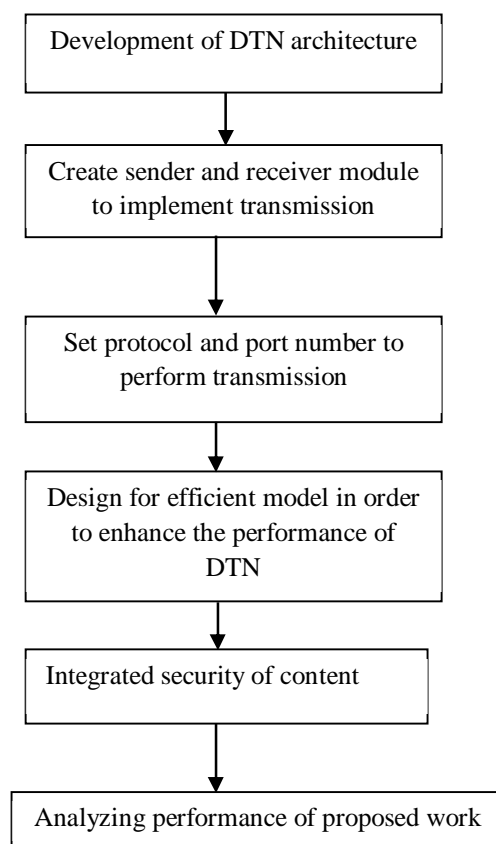 Development of DTN architecture
Create sender and receiver module
to implement transmission
Set protocol and port number to
perform transmission
Design for efficient model in order
to enhance the performance of
DTN
Integrated security of content
Analyzing performance of proposed work